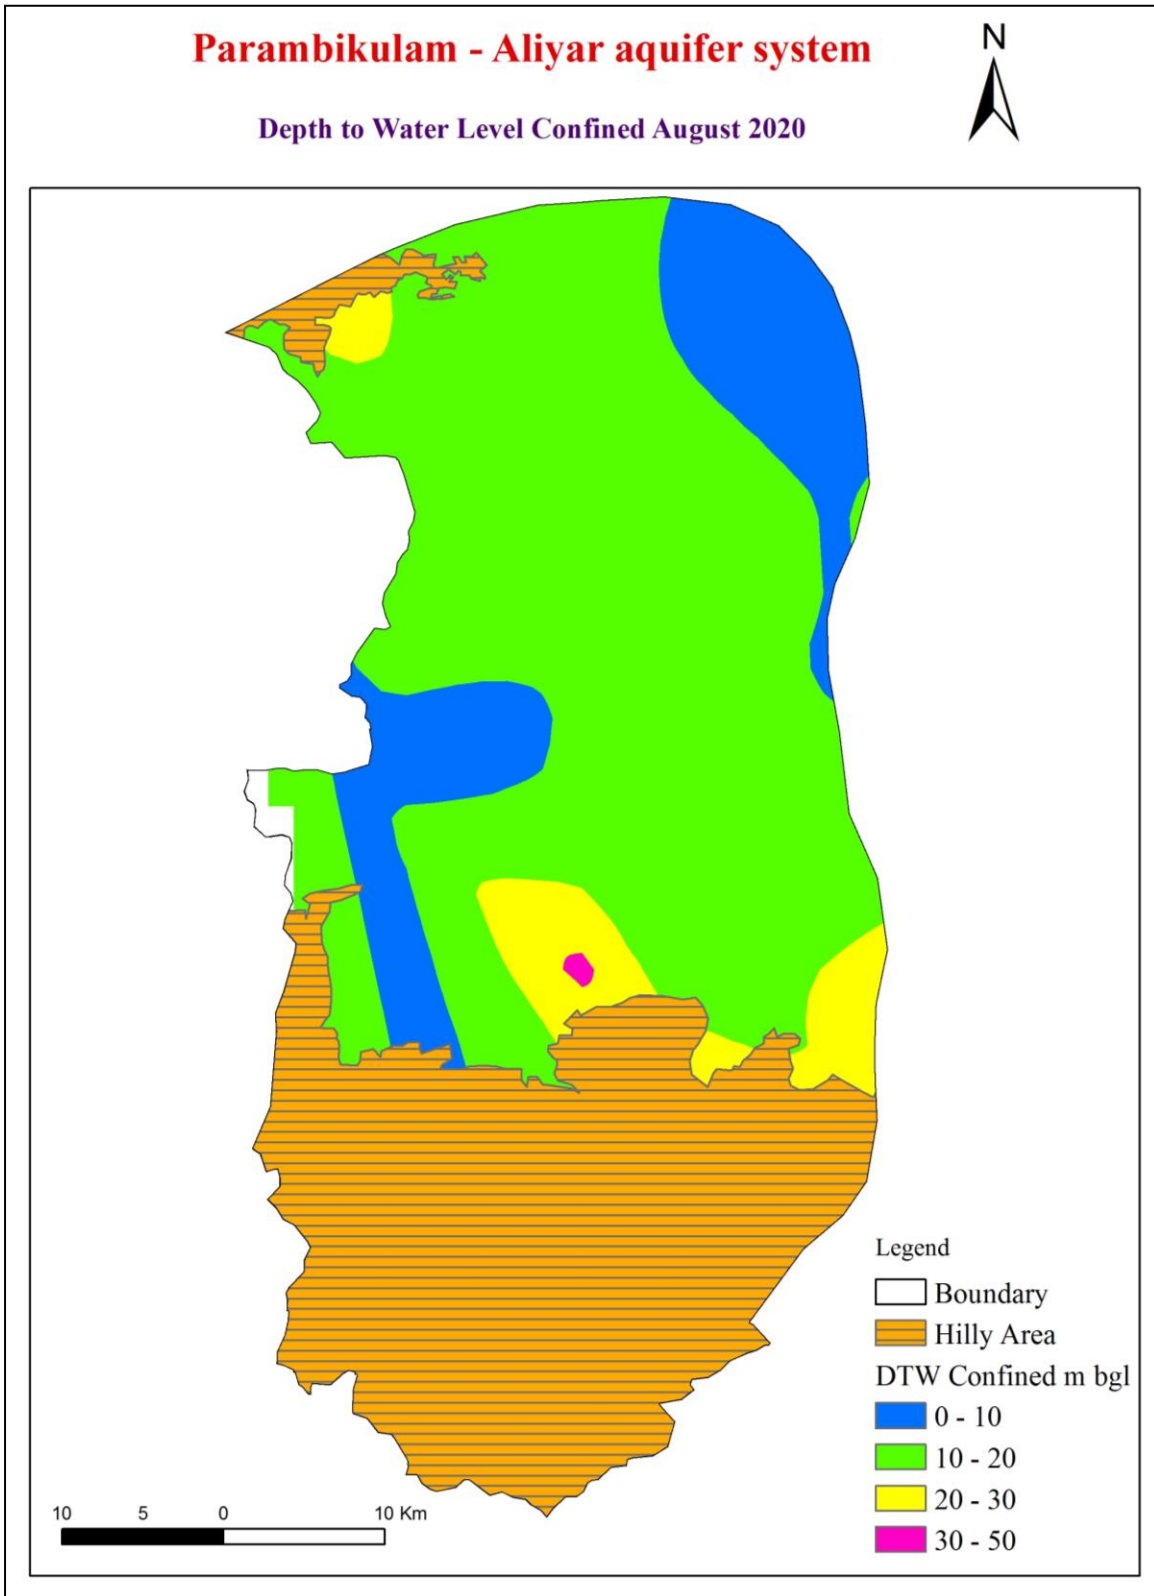 Parambikulam - Aliyar aquifer system
N
Depth to Water Level Confined August 2020
Legend
Boundary
Hilly Area
DTW Confined m bgl
0 - 10
10 - 20
20 - 30
30 - 50
10 5 0 10 Km